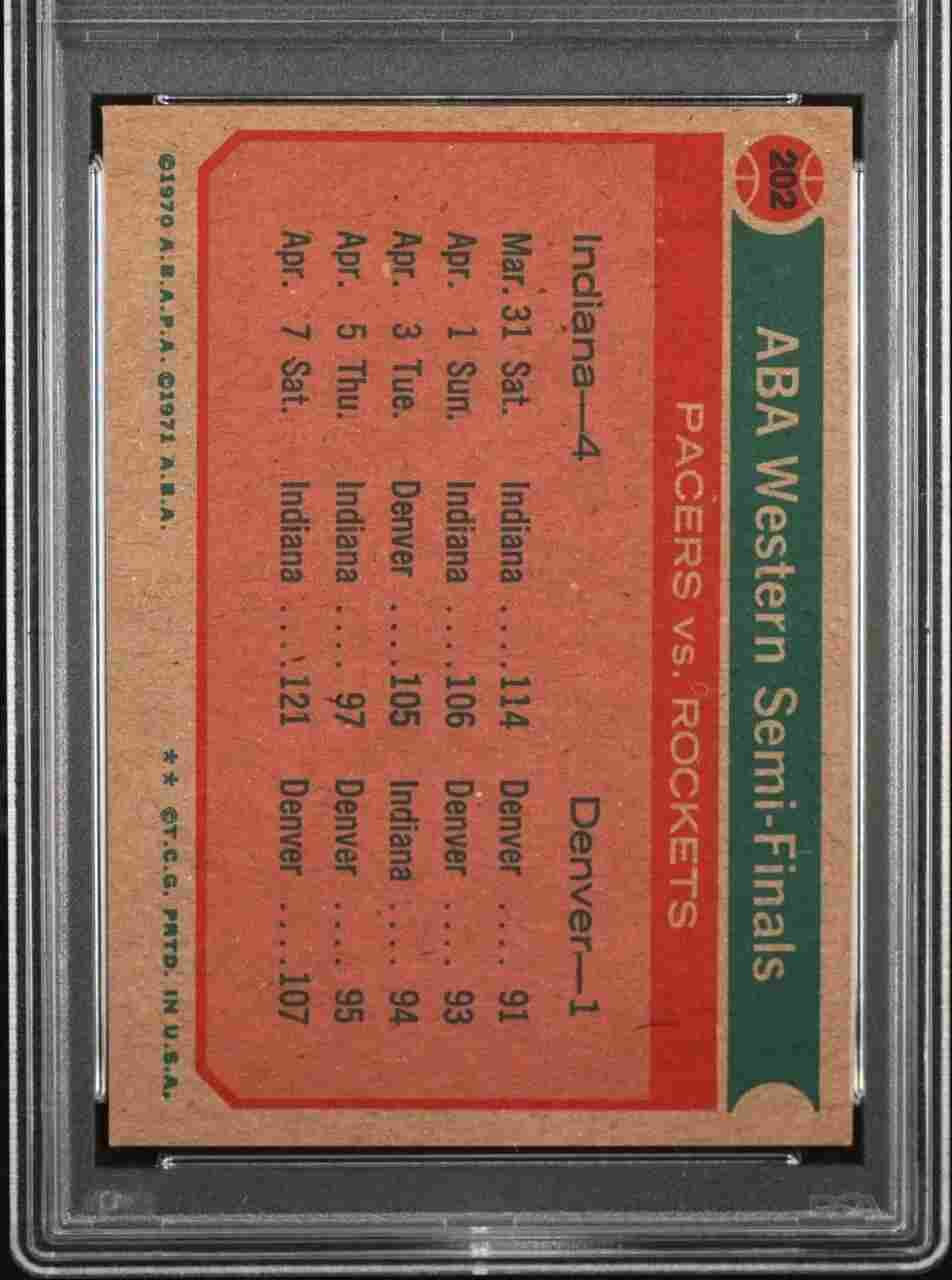 202
ABA Western Semi-Finals
PACERS vs. ROCKETS
Indiana—4 Denver—1
Mar. 31 Sat. Indiana ....114 Denver .... 91
Apr. 1 Sun. Indiana ....106 Denver .... 93
Apr. 3 Tue. Denver ....105 Indiana .... 94
Apr. 5 Thu. Indiana .... 97 Denver .... 95
Apr. 7 Sat. Indiana ....121 Denver ....107
©1970 A.B.A.P.A. ©1971 A.B.A. ** ©T.C.G. PRTD. IN U.S.A.
PSA